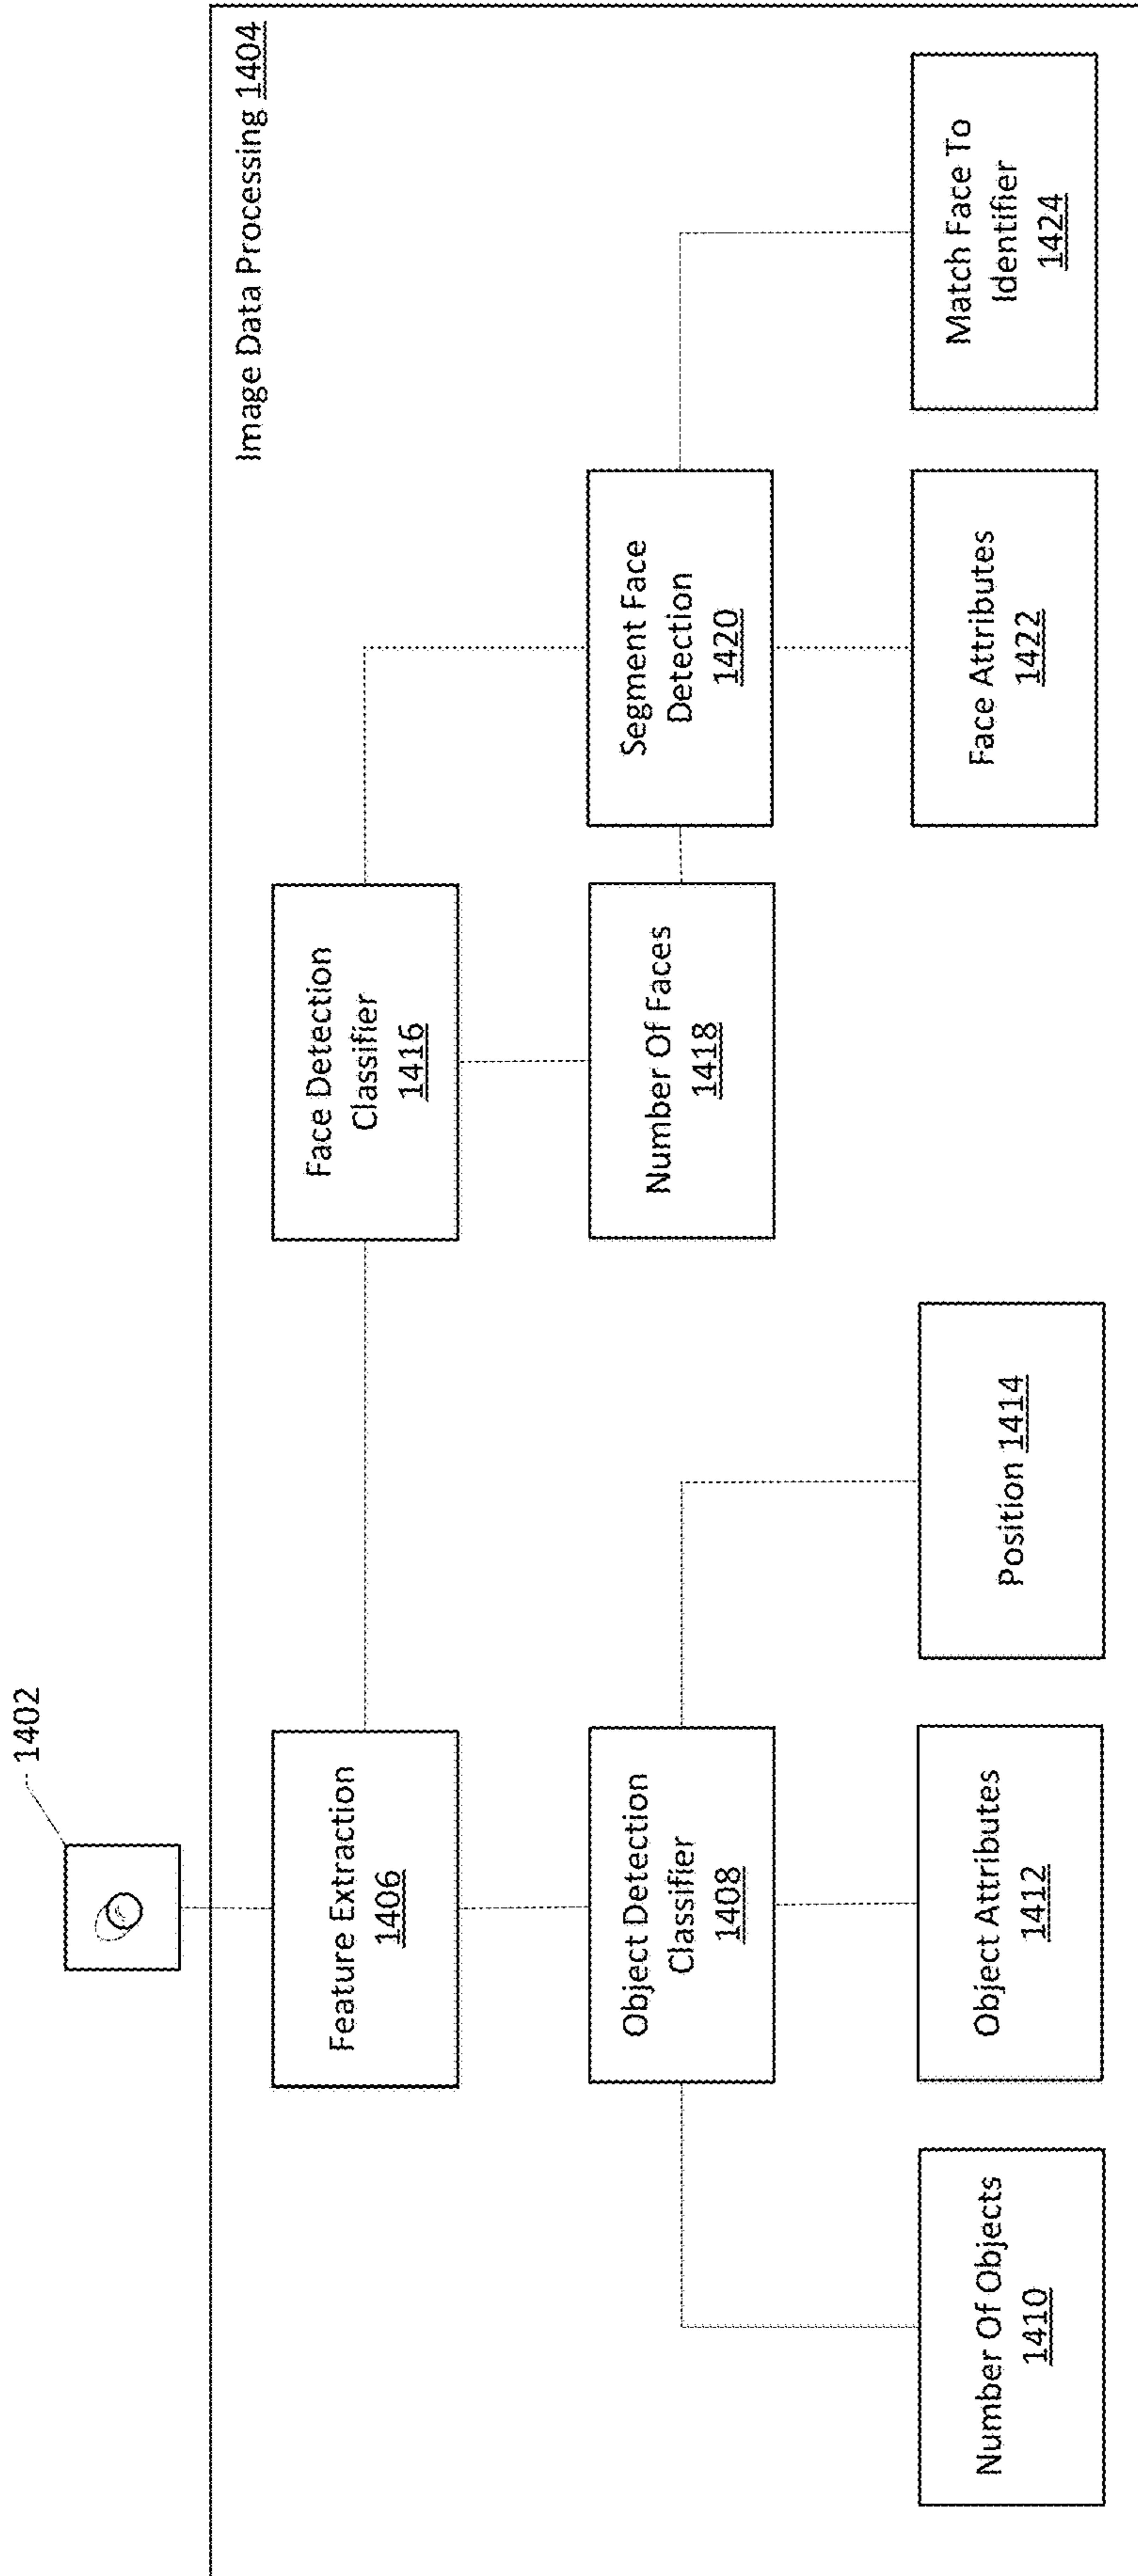 1402
Image Data Processing 1404
Feature Extraction
1406
Face Detection
Classifier
1416
Object Detection
Classifier
1408
Number Of Faces
1418
Segment Face
Detection
1420
Number Of Objects
1410
Object Attributes
1412
Position 1414
Face Attributes
1422
Match Face To
Identifier
1424